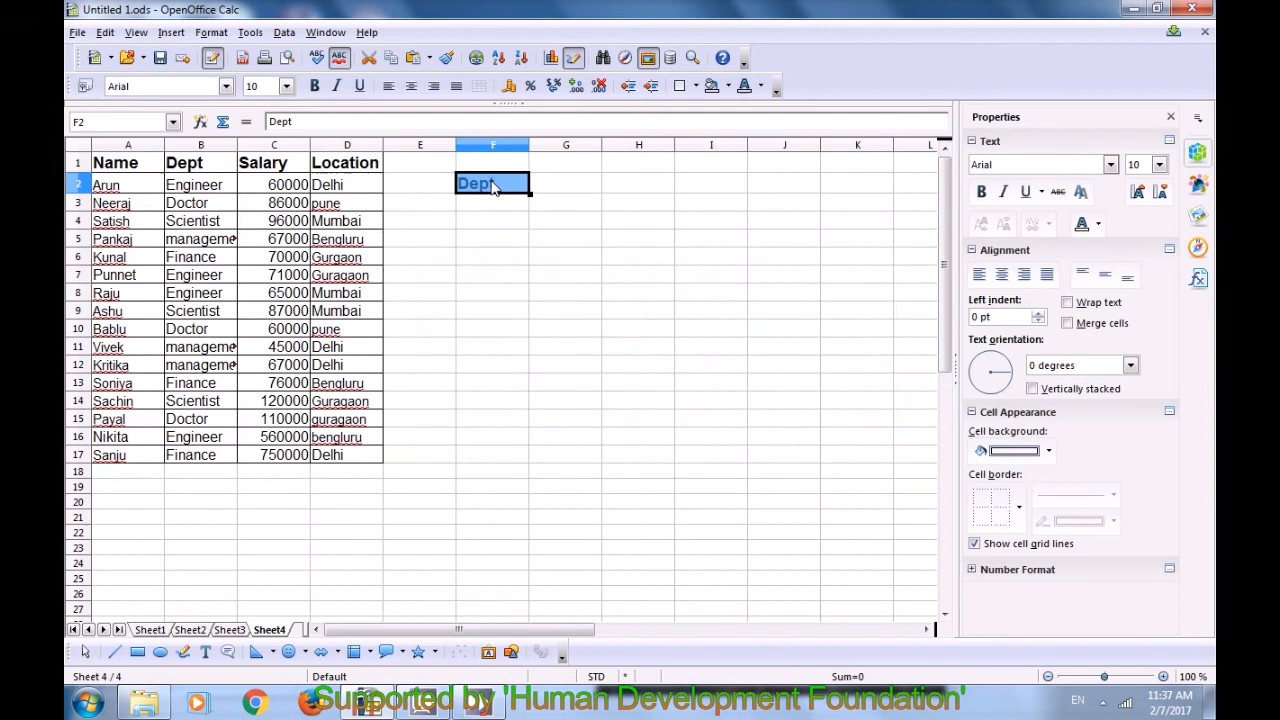 Untitled 1.ods - OpenOffice Calc
File Edit View Insert Format Tools Data Window Help
Arial 10
F2 Dept
A B C D E F G H I J K L
1 Name Dept Salary Location
2 Arun Engineer 60000 Delhi Dept
3 Neeraj Doctor 86000 pune
4 Satish Scientist 96000 Mumbai
5 Pankaj manageme 67000 Bengluru
6 Kunal Finance 70000 Gurgaon
7 Punnet Engineer 71000 Guragaon
8 Raju Engineer 65000 Mumbai
9 Ashu Scientist 87000 Mumbai
10 Bablu Doctor 60000 pune
11 Vivek manageme 45000 Delhi
12 Kritika manageme 67000 Delhi
13 Soniya Finance 76000 Bengluru
14 Sachin Scientist 120000 Guragaon
15 Payal Doctor 110000 guragaon
16 Nikita Engineer 560000 bengluru
17 Sanju Finance 750000 Delhi
18
19
20
21
22
23
24
25
26
27
Sheet1 Sheet2 Sheet3 Sheet4
Sheet 4 / 4 Default STD * Sum=0 100 %
Properties
Text
Arial 10
B I U ABC
Alignment
Left indent:
0 pt
Wrap text
Merge cells
Text orientation:
0 degrees
Vertically stacked
Cell Appearance
Cell background:
Cell border:
Show cell grid lines
Number Format
EN 11:37 AM
2/7/2017
Supported by 'Human Development Foundation'